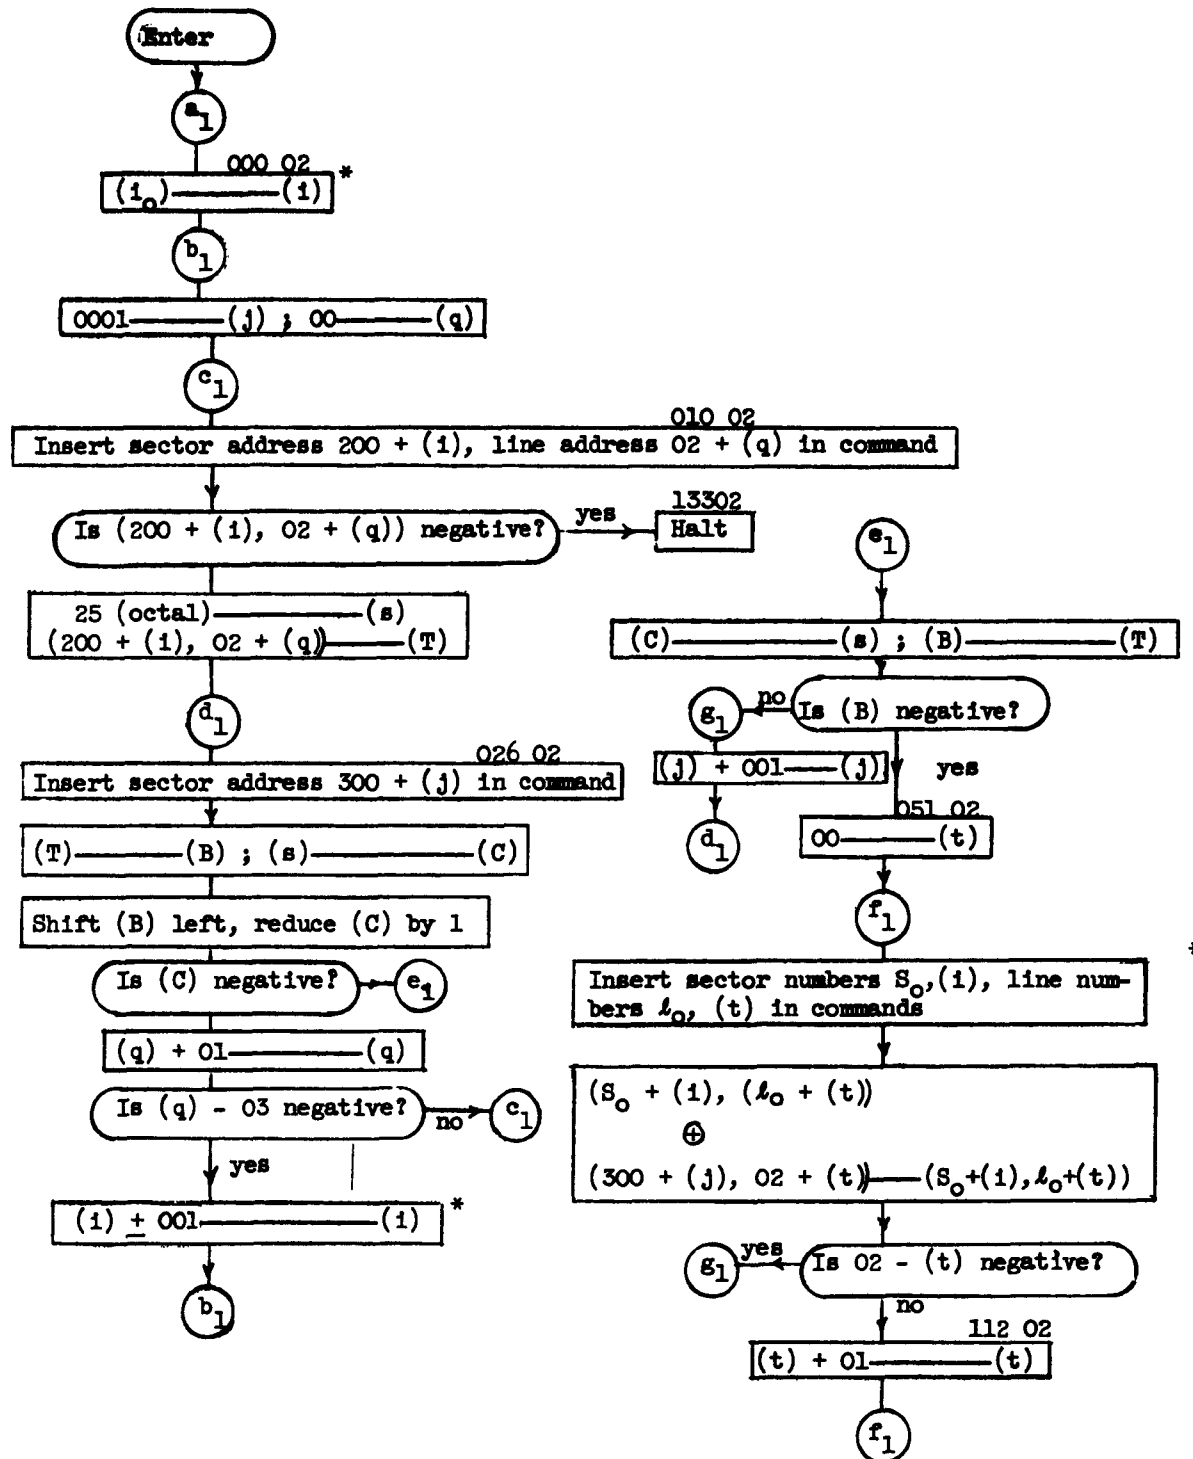 Enter
a1
000 02
(io)———(i) *
b1
0001———(j) ; 00———(q)
c1
010 02
Insert sector address 200 + (i), line address 02 + (q) in command
Is (200 + (i), 02 + (q)) negative?
yes
13302
Halt
25 (octal)———(s)
(200 + (i), 02 + (q))———(T)
d1
026 02
Insert sector address 300 + (j) in command
(T)———(B) ; (s)———(C)
Shift (B) left, reduce (C) by 1
Is (C) negative?
e1
(q) + 01———(q)
Is (q) - 03 negative?
no
c1
yes
(i) ± 001———(i) *
b1
e1
(C)———(s) ; (B)———(T)
Is (B) negative?
no
g1
(j) + 001———(j)
d1
yes
051 02
00———(t)
f1
*
Insert sector numbers So,(i), line num-
bers ℓo, (t) in commands
(So + (i), (ℓo + (t))
⊕
(300 + (j), 02 + (t))———(So+(i),ℓo+(t))
Is 02 - (t) negative?
yes
g1
no
112 02
(t) + 01———(t)
f1